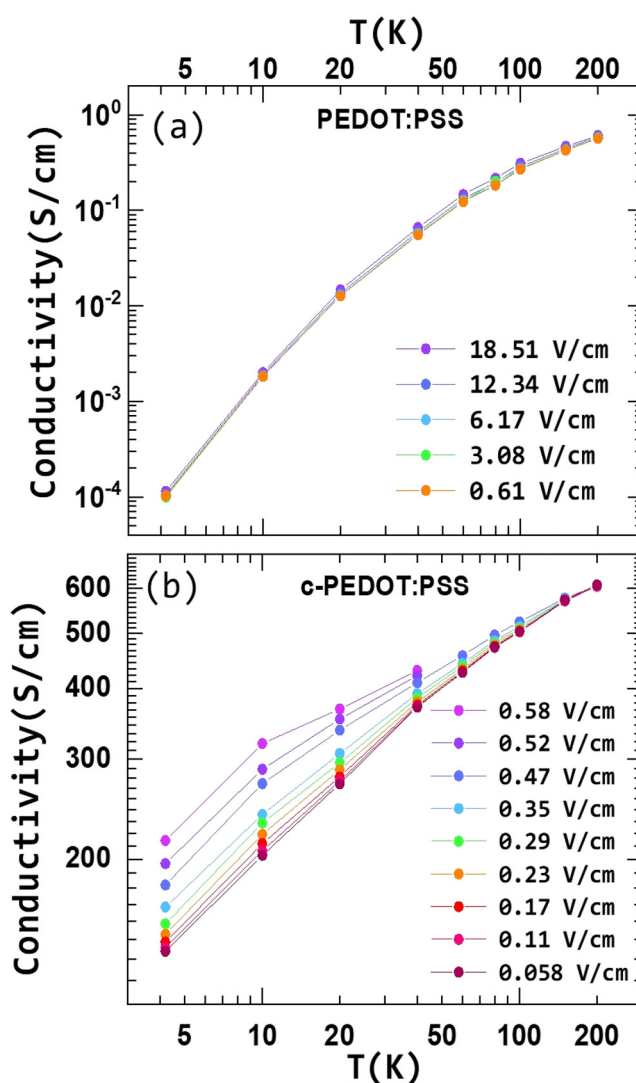 T(K)
5 10 20 50 100 200
(a) PEDOT:PSS
Conductivity(S/cm)
10^0
10^-1
10^-2
10^-3
10^-4
18.51 V/cm
12.34 V/cm
6.17 V/cm
3.08 V/cm
0.61 V/cm
(b) c-PEDOT:PSS
Conductivity(S/cm)
600
500
400
300
200
0.58 V/cm
0.52 V/cm
0.47 V/cm
0.35 V/cm
0.29 V/cm
0.23 V/cm
0.17 V/cm
0.11 V/cm
0.058 V/cm
5 10 20 50 100 200
T(K)